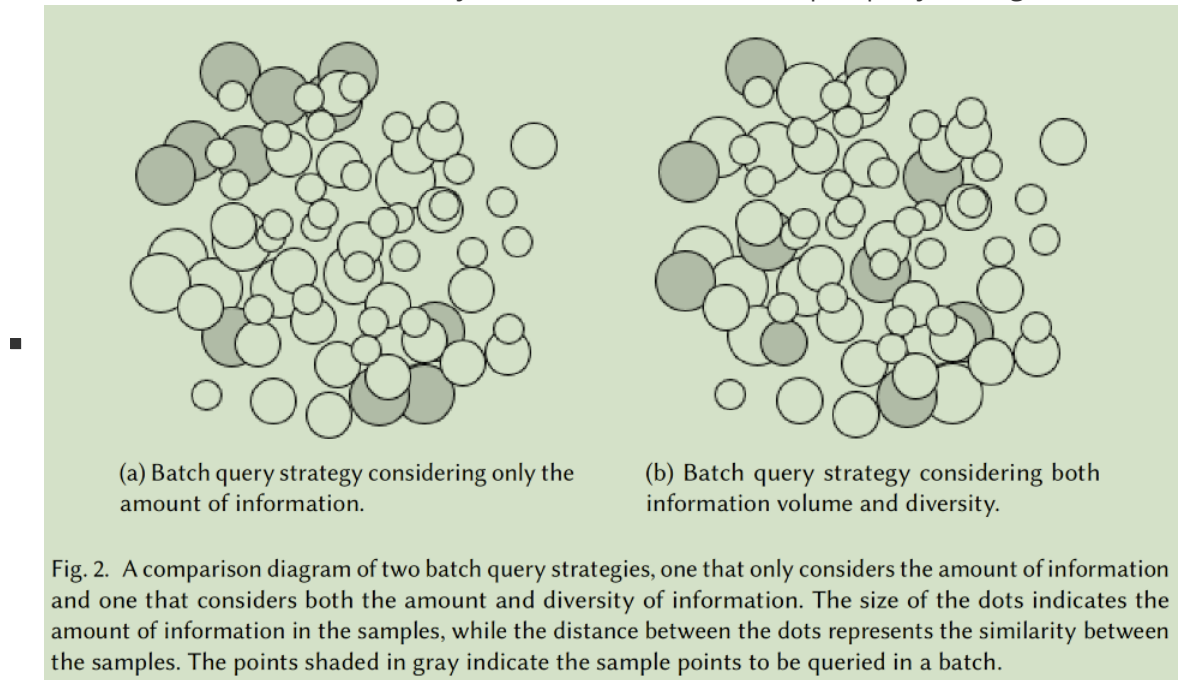 (a) Batch query strategy considering only the
amount of information.
(b) Batch query strategy considering both
information volume and diversity.
Fig. 2. A comparison diagram of two batch query strategies, one that only considers the amount of information
and one that considers both the amount and diversity of information. The size of the dots indicates the
amount of information in the samples, while the distance between the dots represents the similarity between
the samples. The points shaded in gray indicate the sample points to be queried in a batch.